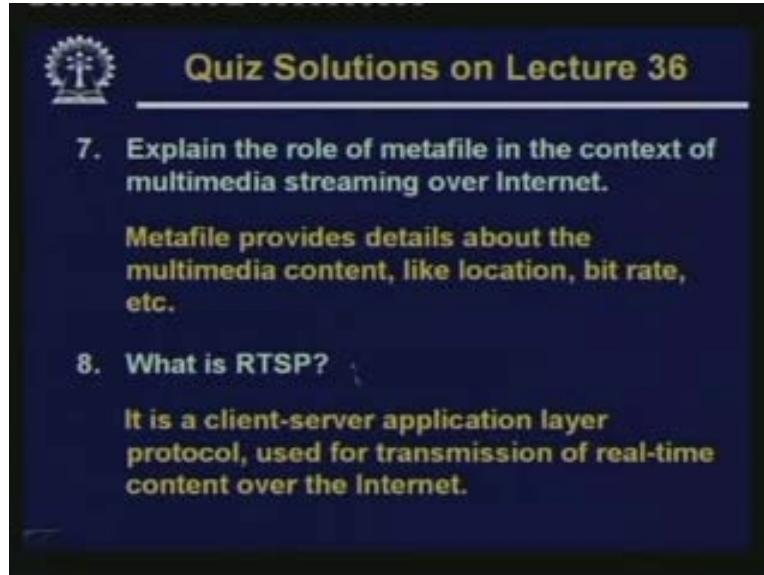 Quiz Solutions on Lecture 36
7. Explain the role of metafile in the context of
multimedia streaming over Internet.
Metafile provides details about the
multimedia content, like location, bit rate,
etc.
8. What is RTSP?
It is a client-server application layer
protocol, used for transmission of real-time
content over the Internet.